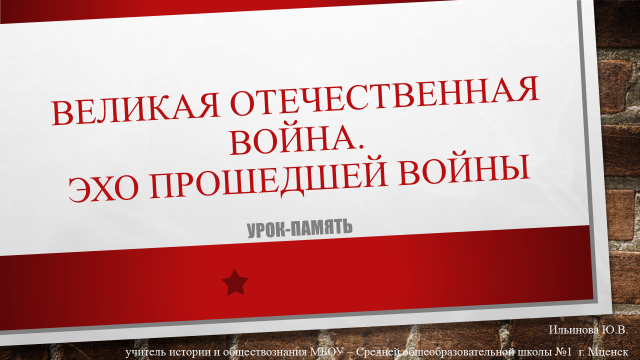 ВЕЛИКАЯ ОТЕЧЕСТВЕННАЯ
ВОЙНА.
ЭХО ПРОШЕДШЕЙ ВОЙНЫ
УРОК-ПАМЯТЬ
Ильинова Ю.В.
учитель истории и обществознания МБОУ – Средней общеобразовательной школы №1 г. Мценск